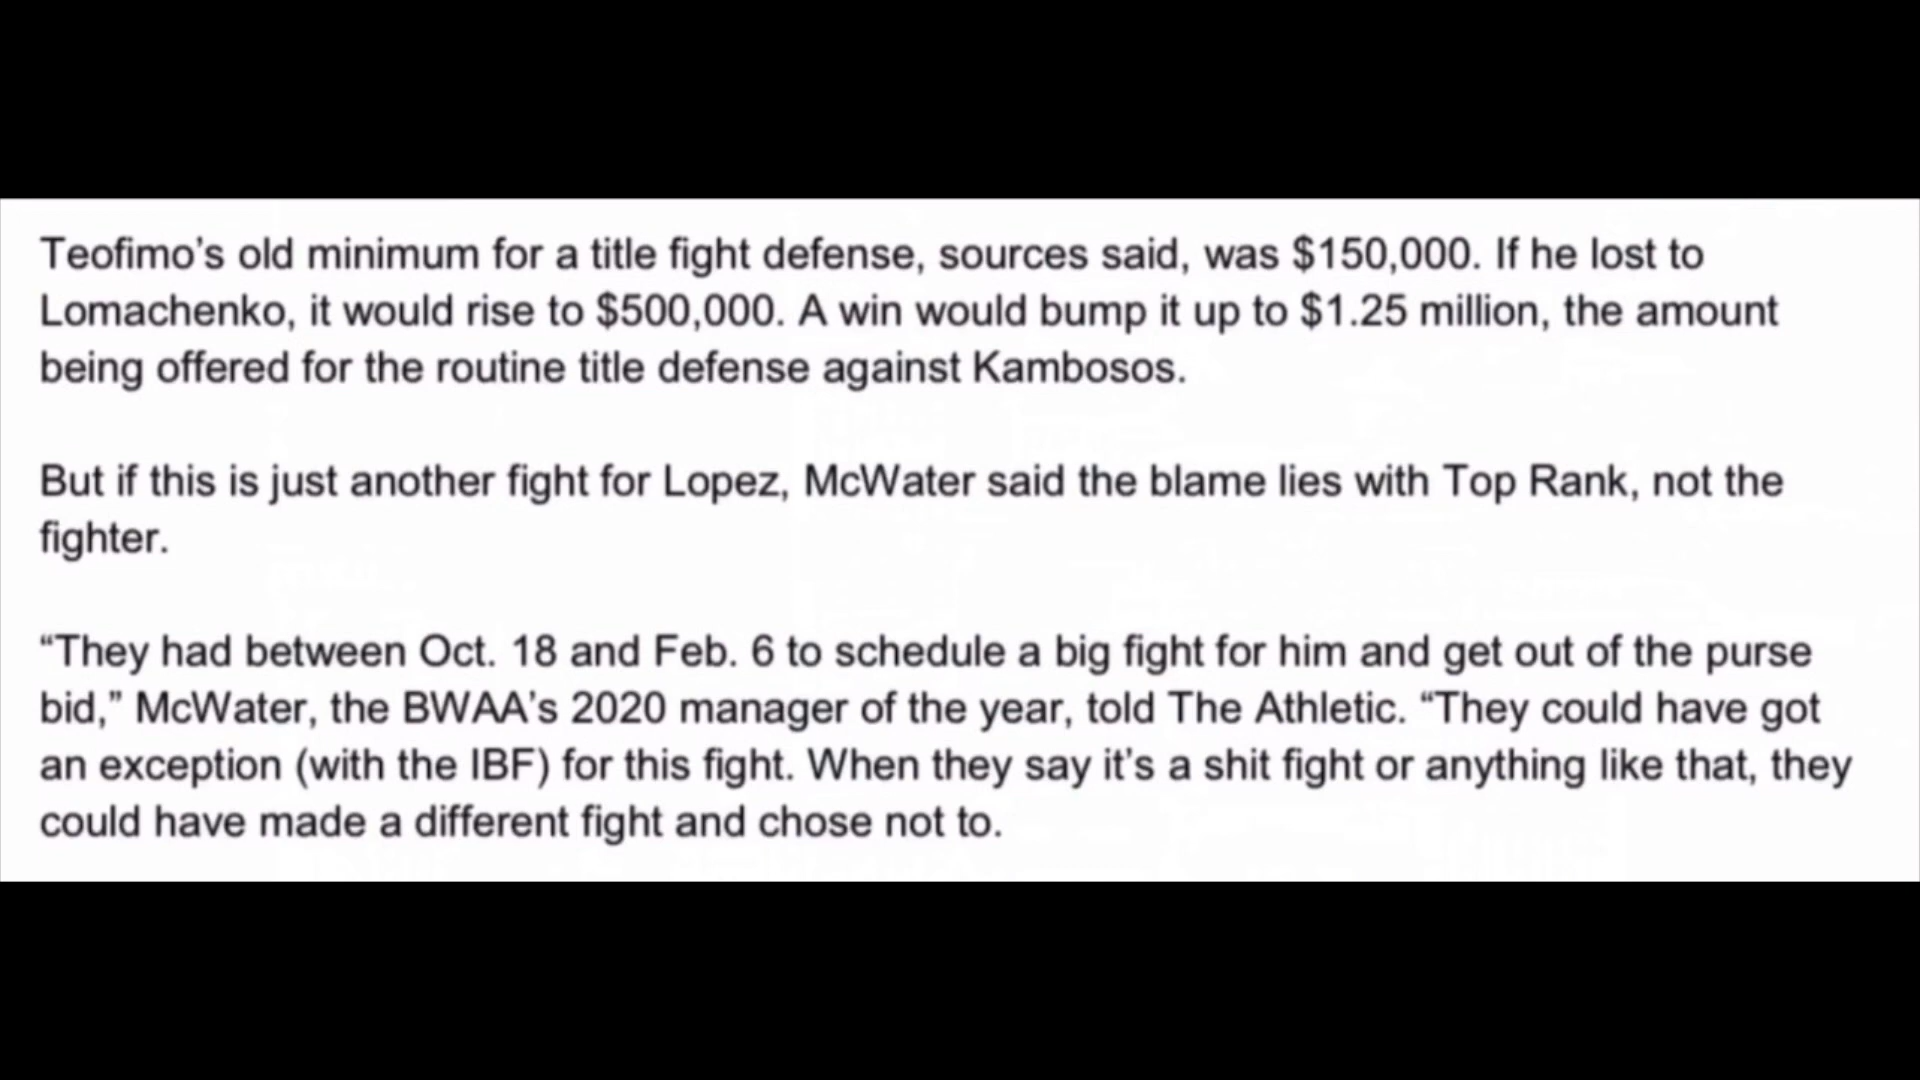 Teofimo’s old minimum for a title fight defense, sources said, was $150,000. If he lost to
Lomachenko, it would rise to $500,000. A win would bump it up to $1.25 million, the amount
being offered for the routine title defense against Kambosos.
But if this is just another fight for Lopez, McWater said the blame lies with Top Rank, not the
fighter.
“They had between Oct. 18 and Feb. 6 to schedule a big fight for him and get out of the purse
bid,” McWater, the BWAA’s 2020 manager of the year, told The Athletic. “They could have got
an exception (with the IBF) for this fight. When they say it’s a shit fight or anything like that, they
could have made a different fight and chose not to.